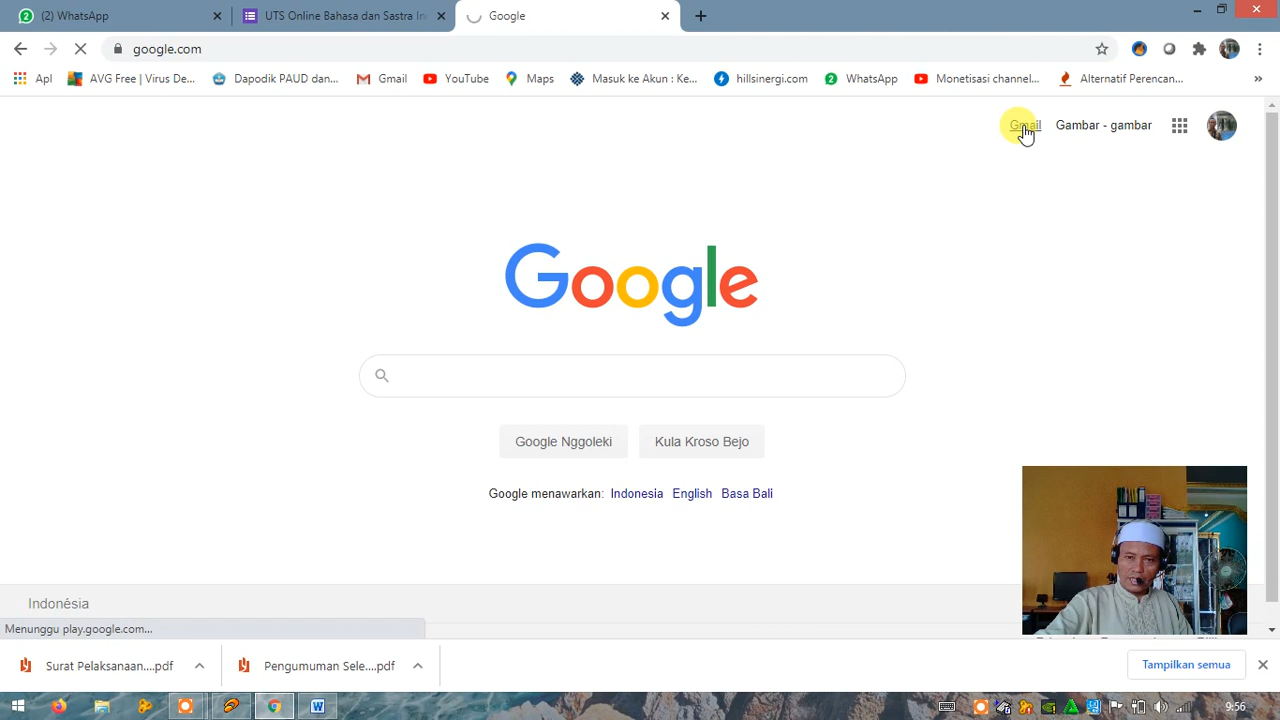 (2) WhatsApp
UTS Online Bahasa dan Sastra In
Google
google.com
Apl
AVG Free | Virus De...
Dapodik PAUD dan...
Gmail
YouTube
Maps
Masuk ke Akun : Ke...
hillsinergi.com
WhatsApp
Monetisasi channel...
Alternatif Perencan...
»
Gmail
Gambar - gambar
Google
Google Nggoleki
Kula Kroso Bejo
Google menawarkan: Indonesia English Basa Bali
Indonésia
Menunggu play.google.com...
Surat Pelaksanaan....pdf
Pengumuman Sele....pdf
Tampilkan semua
9:56